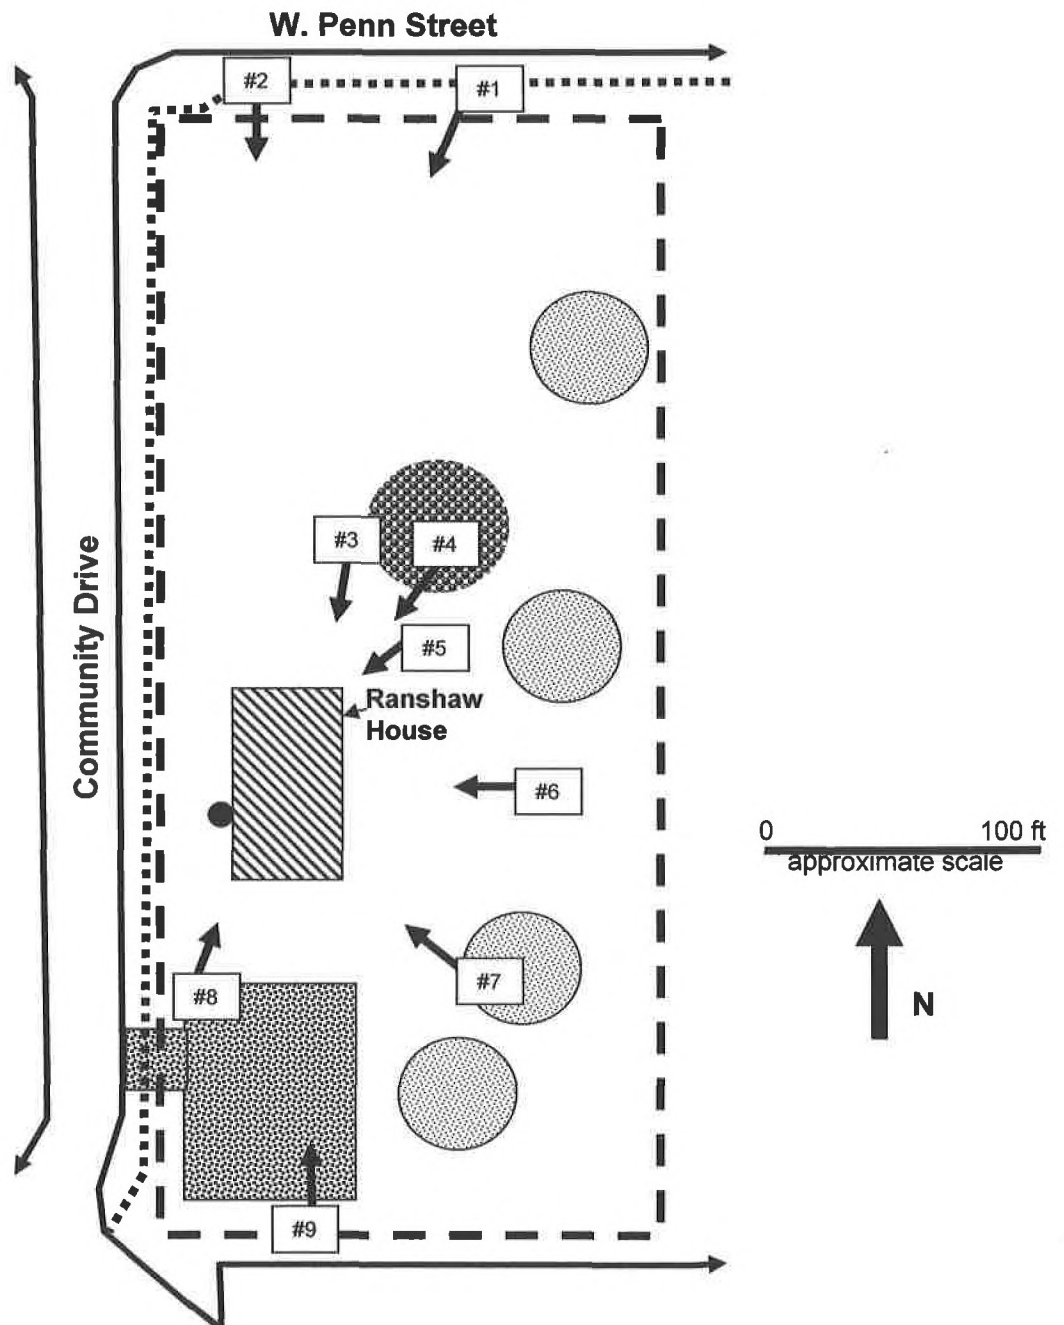 W. Penn Street
#2
#1
#3
#4
#5
Community Drive
Ranshaw
House
#6
0 100 ft
approximate scale
#7
#8
N
#9